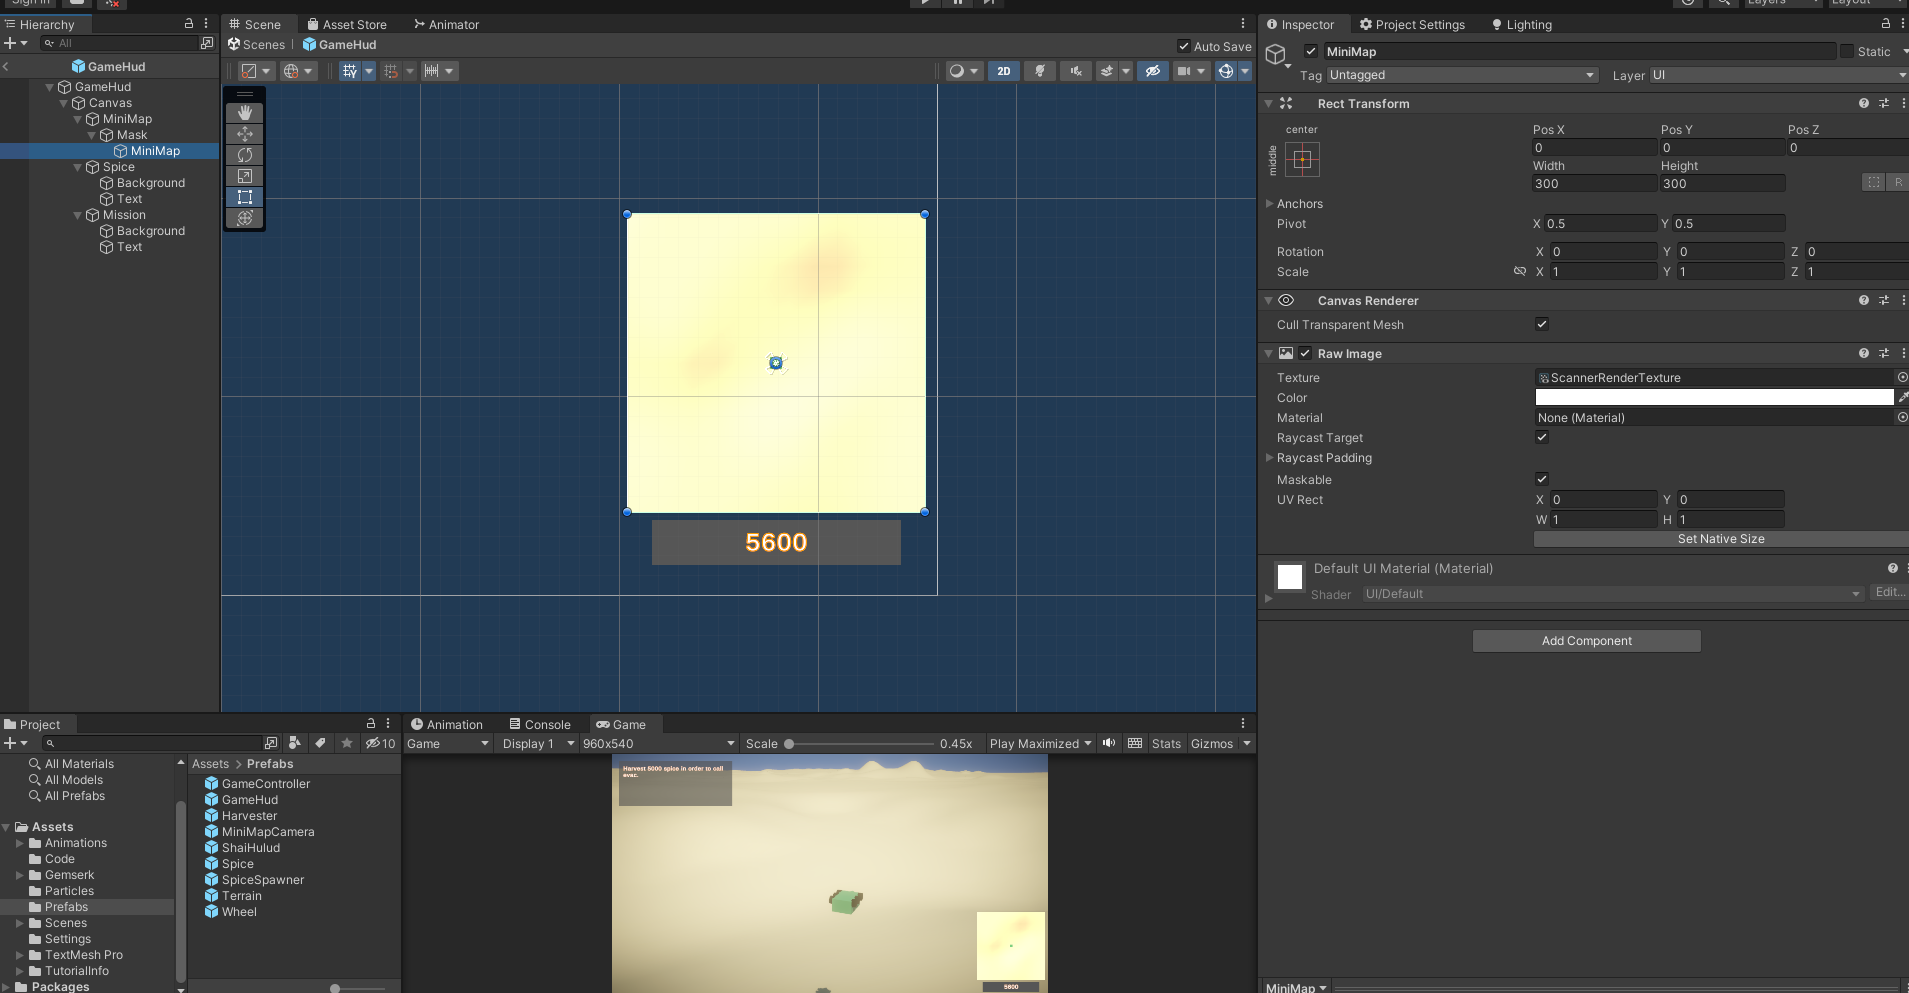 Sign in
Layers
Layout
Hierarchy
All
GameHud
GameHud
Canvas
MiniMap
Mask
MiniMap
Spice
Background
Text
Mission
Background
Text
Scene
Asset Store
Animator
Scenes
GameHud
Auto Save
2D
5600
Inspector
Project Settings
Lighting
MiniMap
Static
Tag
Untagged
Layer
UI
Rect Transform
center
middle
Pos X
Pos Y
Pos Z
0
0
0
Width
Height
300
300
R
Anchors
Pivot
X 0.5
Y 0.5
Rotation
X 0
Y 0
Z 0
Scale
X 1
Y 1
Z 1
Canvas Renderer
Cull Transparent Mesh
Raw Image
Texture
ScannerRenderTexture
Color
Material
None (Material)
Raycast Target
Raycast Padding
Maskable
UV Rect
X 0
Y 0
W 1
H 1
Set Native Size
Default UI Material (Material)
Shader
UI/Default
Edit...
Add Component
MiniMap
Project
10
All Materials
All Models
All Prefabs
Assets
Animations
Code
Gemserk
Particles
Prefabs
Scenes
Settings
TextMesh Pro
TutorialInfo
Packages
Assets > Prefabs
GameController
GameHud
Harvester
MiniMapCamera
ShaiHulud
Spice
SpiceSpawner
Terrain
Wheel
Animation
Console
Game
Game
Display 1
960x540
Scale
0.45x
Play Maximized
Stats
Gizmos
Harvest 5000 spice in order to call
evac.
5600